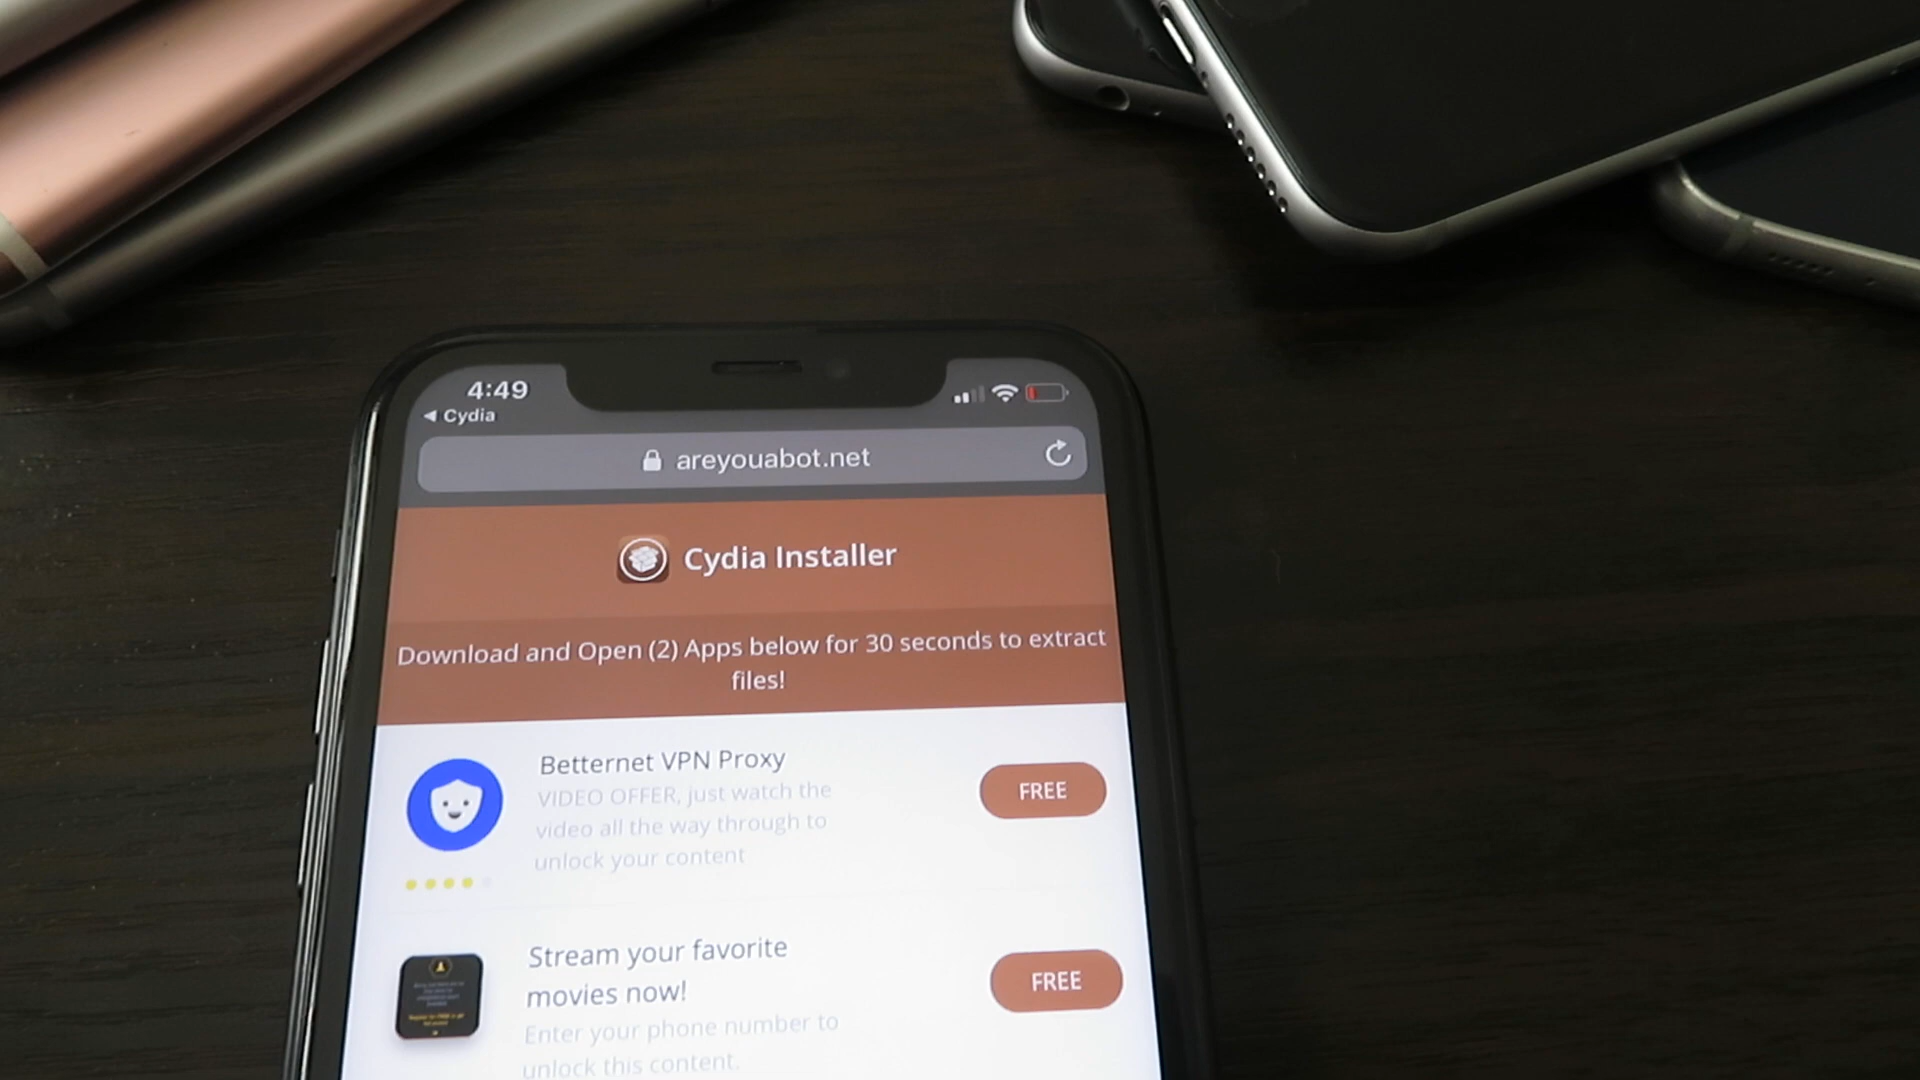 4:49
◀ Cydia
areyouabot.net
Cydia Installer
Download and Open (2) Apps below for 30 seconds to extract
files!
Betternet VPN Proxy
VIDEO OFFER, just watch the
video all the way through to
unlock your content
FREE
Stream your favorite
movies now!
Enter your phone number to
unlock this content.
FREE